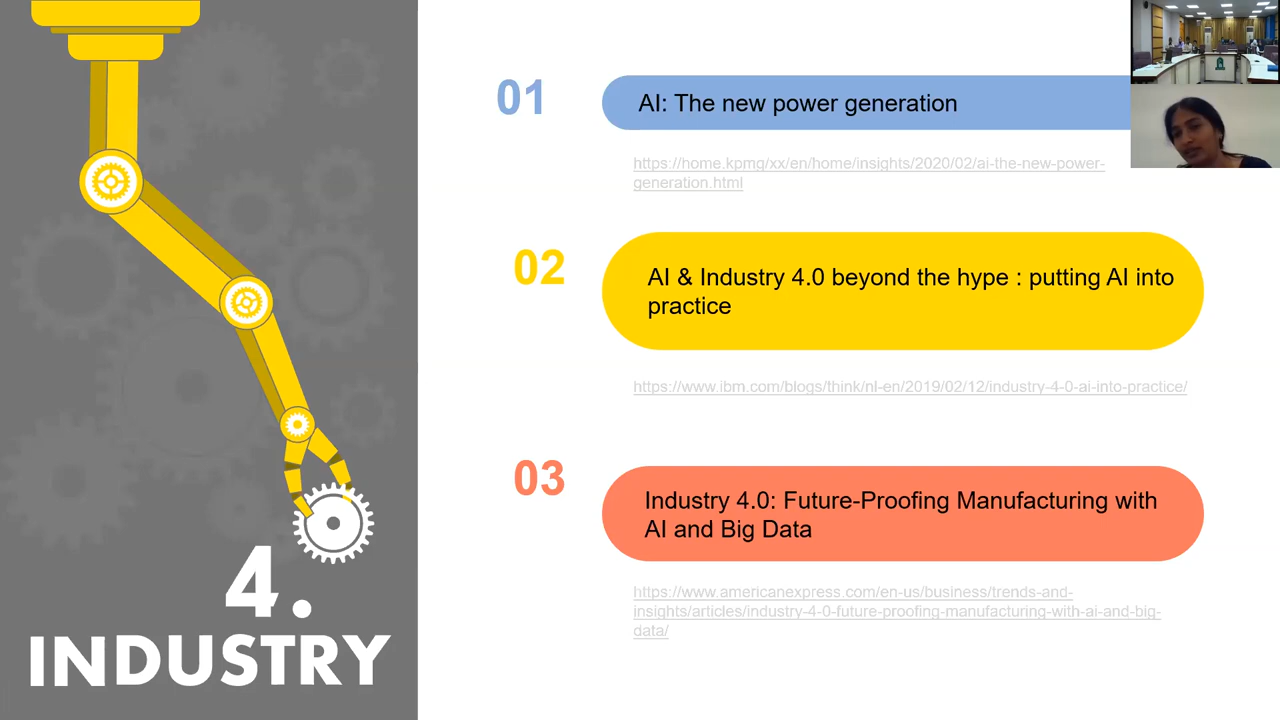 01
AI: The new power generation
https://home.kpmg/xx/en/home/insights/2020/02/ai-the-new-power-
generation.html
02
AI & Industry 4.0 beyond the hype : putting AI into
practice
https://www.ibm.com/blogs/think/nl-en/2019/02/12/industry-4-0-ai-into-practice/
03
Industry 4.0: Future-Proofing Manufacturing with
AI and Big Data
https://www.americanexpress.com/en-us/business/trends-and-
insights/articles/industry-4-0-future-proofing-manufacturing-with-ai-and-big-
data/
4.
INDUSTRY